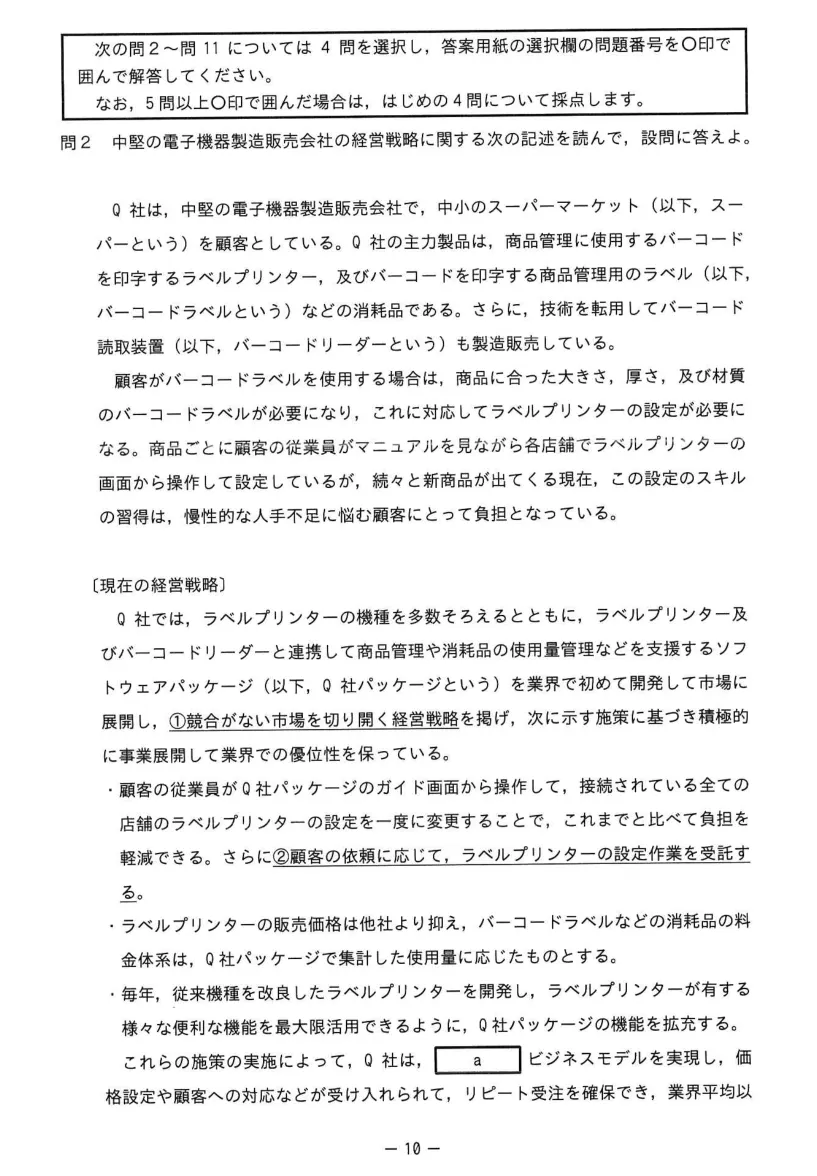 次の問2～問11については4問を選択し，答案用紙の選択欄の問題番号を〇印で
囲んで解答してください。
なお，5問以上〇印で囲んだ場合は，はじめの4問について採点します。
問2　中堅の電子機器製造販売会社の経営戦略に関する次の記述を読んで，設問に答えよ。
Q社は，中堅の電子機器製造販売会社で，中小のスーパーマーケット（以下，スー
パーという）を顧客としている。Q社の主力製品は，商品管理に使用するバーコード
を印字するラベルプリンター，及びバーコードを印字する商品管理用のラベル（以下，
バーコードラベルという）などの消耗品である。さらに，技術を転用してバーコード
読取装置（以下，バーコードリーダーという）も製造販売している。
顧客がバーコードラベルを使用する場合は，商品に合った大きさ，厚さ，及び材質
のバーコードラベルが必要になり，これに対応してラベルプリンターの設定が必要に
なる。商品ごとに顧客の従業員がマニュアルを見ながら各店舗でラベルプリンターの
画面から操作して設定しているが，続々と新商品が出てくる現在，この設定のスキル
の習得は，慢性的な人手不足に悩む顧客にとって負担となっている。
〔現在の経営戦略〕
Q社では，ラベルプリンターの機種を多数そろえるとともに，ラベルプリンター及
びバーコードリーダーと連携して商品管理や消耗品の使用量管理などを支援するソフ
トウェアパッケージ（以下，Q社パッケージという）を業界で初めて開発して市場に
展開し，①競合がない市場を切り開く経営戦略を掲げ，次に示す施策に基づき積極的
に事業展開して業界での優位性を保っている。
・顧客の従業員がQ社パッケージのガイド画面から操作して，接続されている全ての
店舗のラベルプリンターの設定を一度に変更することで，これまでと比べて負担を
軽減できる。さらに②顧客の依頼に応じて，ラベルプリンターの設定作業を受託す
る。
・ラベルプリンターの販売価格は他社より抑え，バーコードラベルなどの消耗品の料
金体系は，Q社パッケージで集計した使用量に応じたものとする。
・毎年，従来機種を改良したラベルプリンターを開発し，ラベルプリンターが有する
様々な便利な機能を最大限活用できるように，Q社パッケージの機能を拡充する。
これらの施策の実施によって，Q社は， a ビジネスモデルを実現し，価
格設定や顧客への対応などが受け入れられて，リピート受注を確保でき，業界平均以
－ 10 －